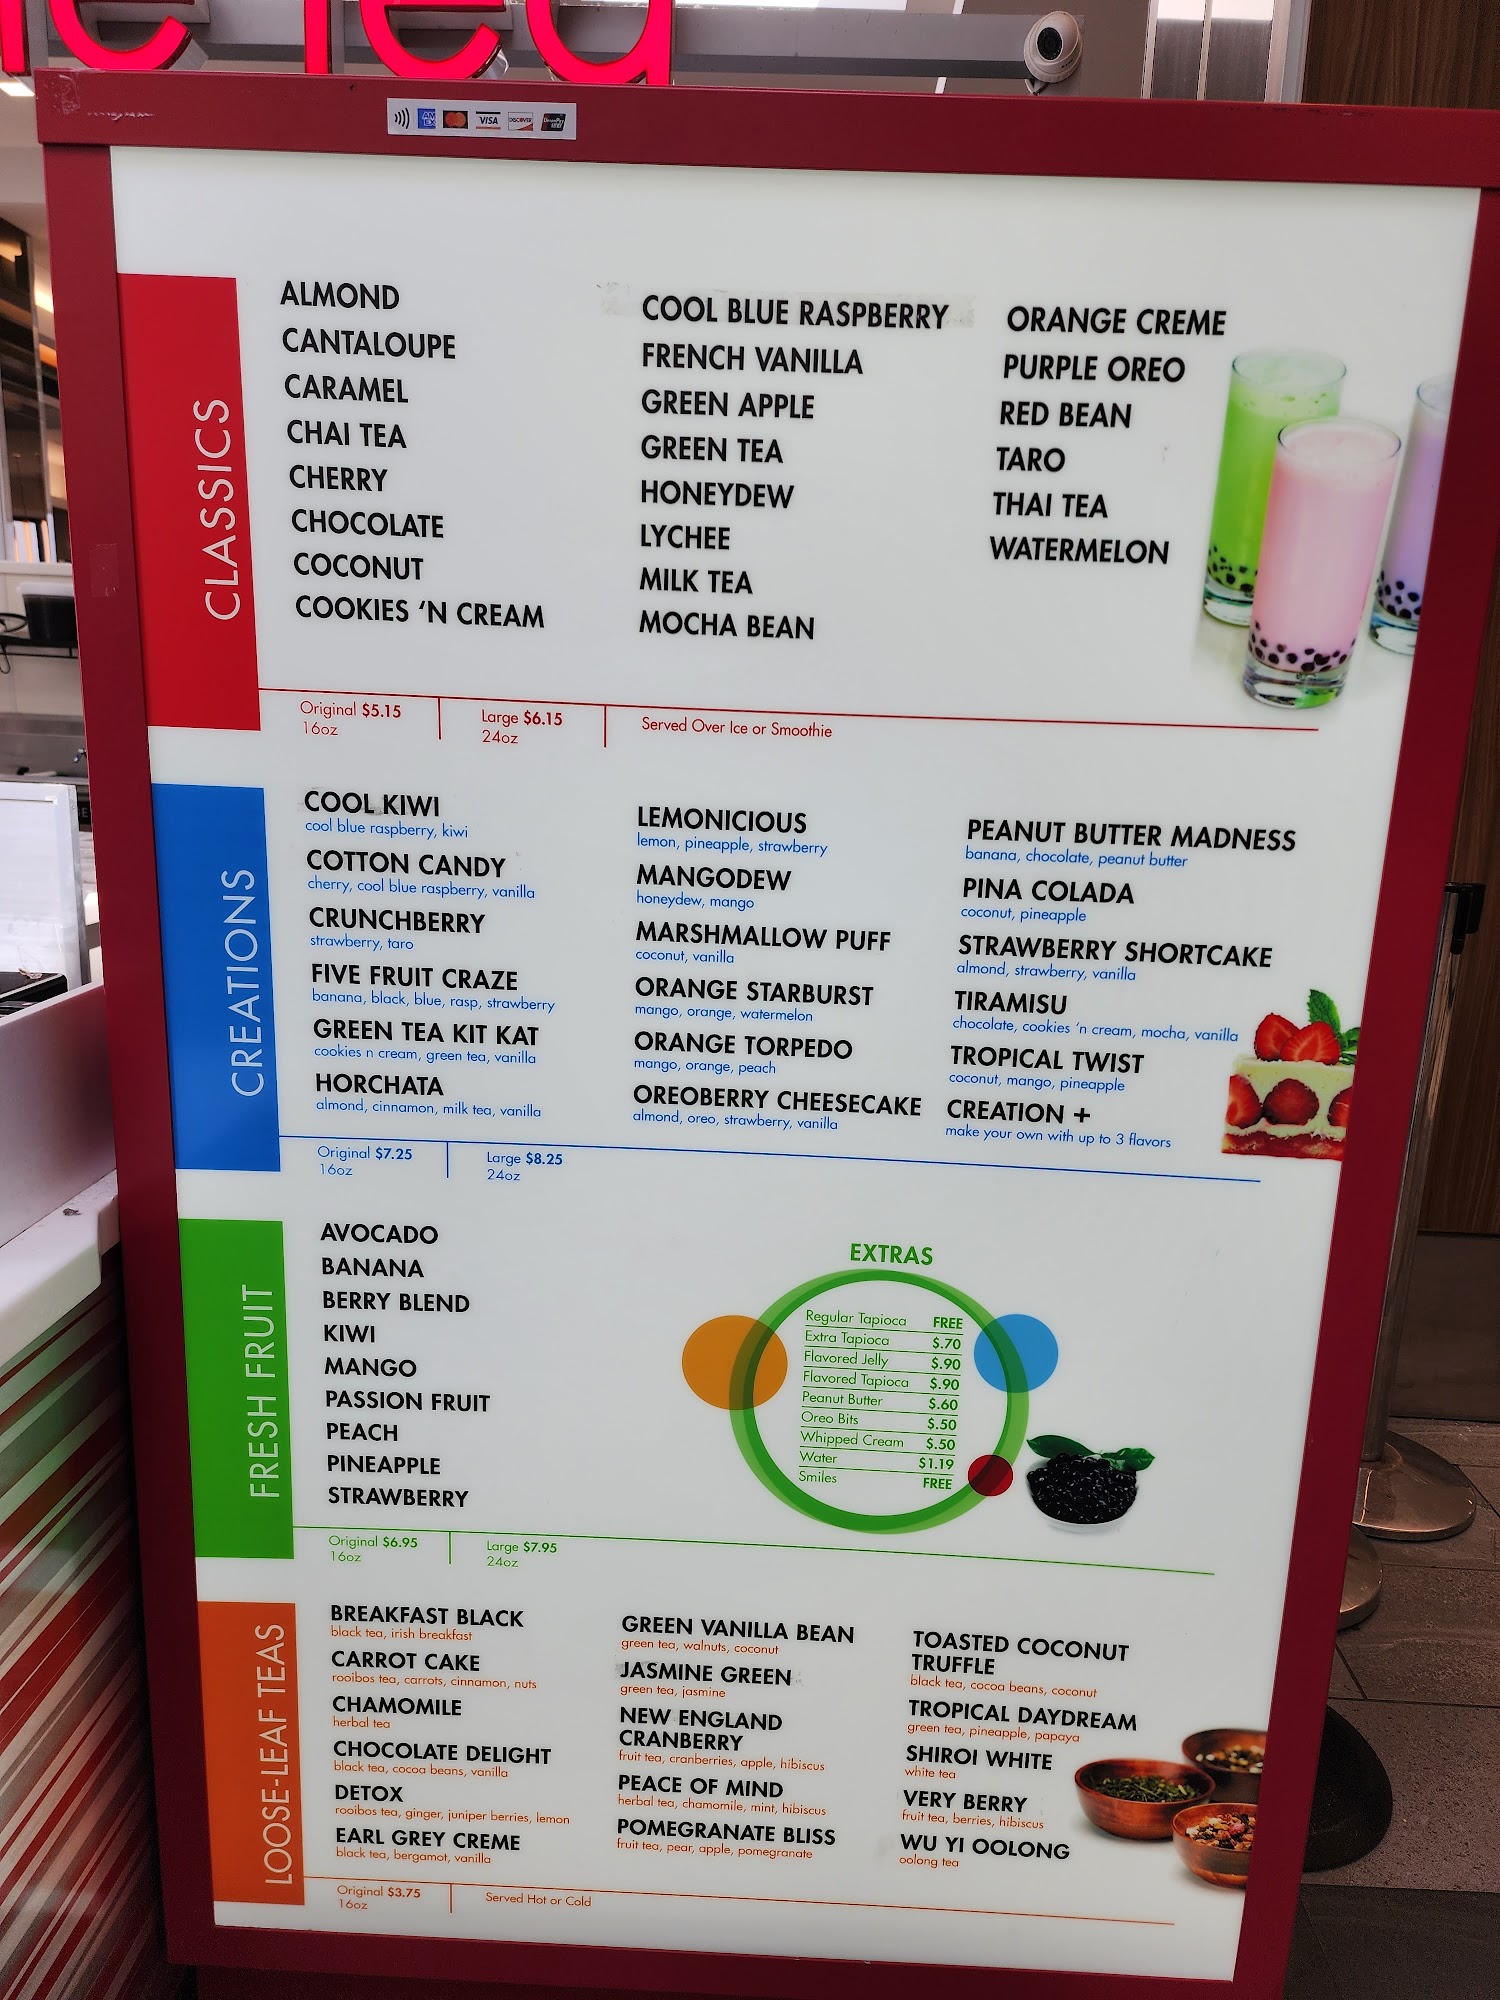 VISA
DISCOVER
CLASSICS
ALMOND
CANTALOUPE
CARAMEL
CHAI TEA
CHERRY
CHOCOLATE
COCONUT
COOKIES ‘N CREAM
COOL BLUE RASPBERRY
FRENCH VANILLA
GREEN APPLE
GREEN TEA
HONEYDEW
LYCHEE
MILK TEA
MOCHA BEAN
ORANGE CREME
PURPLE OREO
RED BEAN
TARO
THAI TEA
WATERMELON
Original $5.15
16oz
Large $6.15
24oz
Served Over Ice or Smoothie
CREATIONS
COOL KIWI
cool blue raspberry, kiwi
COTTON CANDY
cherry, cool blue raspberry, vanilla
CRUNCHBERRY
strawberry, taro
FIVE FRUIT CRAZE
banana, black, blue, rasp, strawberry
GREEN TEA KIT KAT
cookies n cream, green tea, vanilla
HORCHATA
almond, cinnamon, milk tea, vanilla
LEMONICIOUS
lemon, pineapple, strawberry
MANGODEW
honeydew, mango
MARSHMALLOW PUFF
coconut, vanilla
ORANGE STARBURST
mango, orange, watermelon
ORANGE TORPEDO
mango, orange, peach
OREOBERRY CHEESECAKE
almond, oreo, strawberry, vanilla
PEANUT BUTTER MADNESS
banana, chocolate, peanut butter
PINA COLADA
coconut, pineapple
STRAWBERRY SHORTCAKE
almond, strawberry, vanilla
TIRAMISU
chocolate, cookies ‘n cream, mocha, vanilla
TROPICAL TWIST
coconut, mango, pineapple
CREATION +
make your own with up to 3 flavors
Original $7.25
16oz
Large $8.25
24oz
FRESH FRUIT
AVOCADO
BANANA
BERRY BLEND
KIWI
MANGO
PASSION FRUIT
PEACH
PINEAPPLE
STRAWBERRY
EXTRAS
Regular Tapioca FREE
Extra Tapioca $.70
Flavored Jelly $.90
Flavored Tapioca $.90
Peanut Butter $.60
Oreo Bits $.50
Whipped Cream $.50
Water $1.19
Smiles FREE
Original $6.95
16oz
Large $7.95
24oz
LOOSE-LEAF TEAS
BREAKFAST BLACK
black tea, irish breakfast
CARROT CAKE
rooibos tea, carrots, cinnamon, nuts
CHAMOMILE
herbal tea
CHOCOLATE DELIGHT
black tea, cocoa beans, vanilla
DETOX
rooibos tea, ginger, juniper berries, lemon
EARL GREY CREME
black tea, bergamot, vanilla
GREEN VANILLA BEAN
green tea, walnuts, coconut
JASMINE GREEN
green tea, jasmine
NEW ENGLAND
CRANBERRY
fruit tea, cranberries, apple, hibiscus
PEACE OF MIND
herbal tea, chamomile, mint, hibiscus
POMEGRANATE BLISS
fruit tea, pear, apple, pomegranate
TOASTED COCONUT
TRUFFLE
black tea, cocoa beans, coconut
TROPICAL DAYDREAM
green tea, pineapple, papaya
SHIROI WHITE
white tea
VERY BERRY
fruit tea, berries, hibiscus
WU YI OOLONG
oolong tea
Original $3.75
16oz
Served Hot or Cold